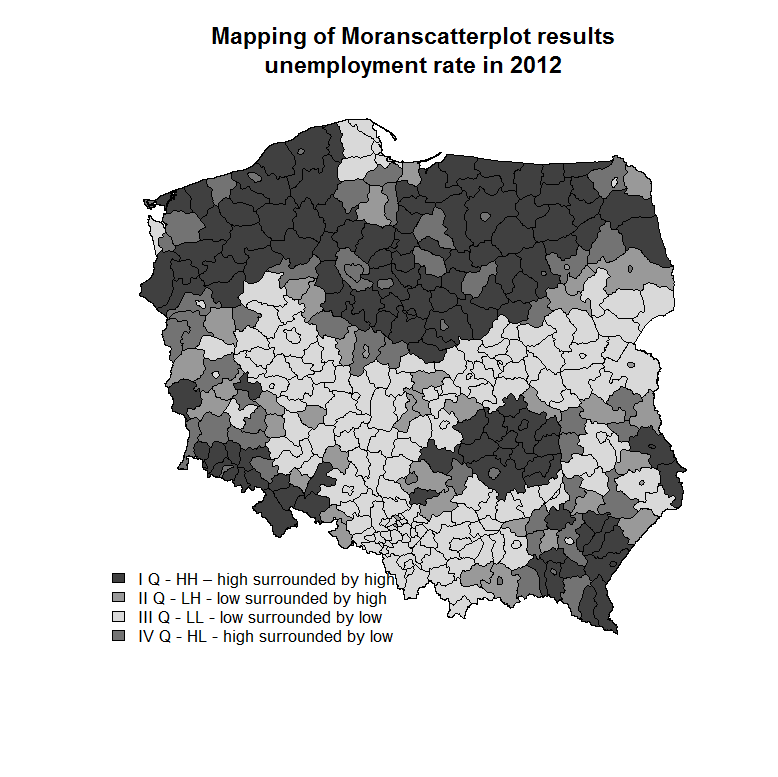 Mapping of Moranscatterplot results
unemployment rate in 2012
I Q - HH – high surrounded by high
II Q - LH - low surrounded by high
III Q - LL - low surrounded by low
IV Q - HL - high surrounded by low